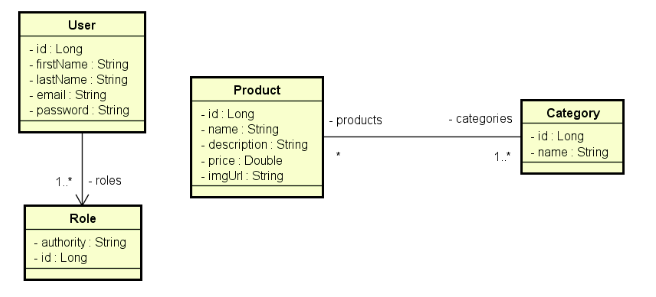 User
- id : Long
- firstName : String
- lastName : String
- email : String
- password : String
1..*
- roles
Role
- authority : String
- id : Long
Product
- id : Long
- name : String
- description : String
- price : Double
- imgUrl : String
- products
*
- categories
1..*
Category
- id : Long
- name : String